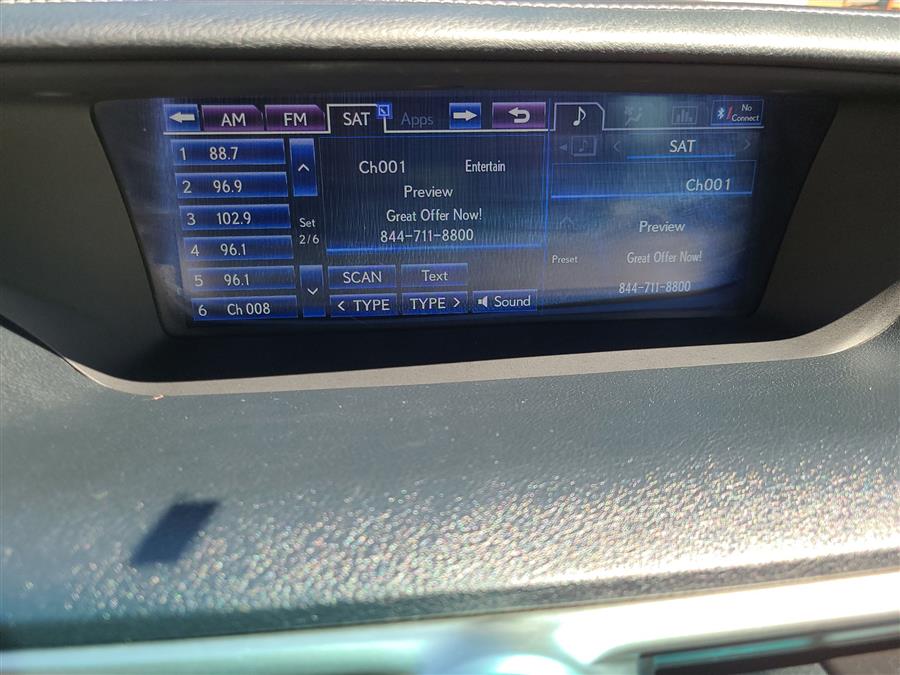 AM FM SAT Apps
No
Connect
1 88.7
2 96.9
3 102.9
4 96.1
5 96.1
6 Ch 008
Set
2/6
Ch001 Entertain
Preview
Great Offer Now!
844-711-8800
SCAN Text
< TYPE TYPE > Sound
SAT
Ch001
Preview
Preset Great Offer Now!
844-711-8800